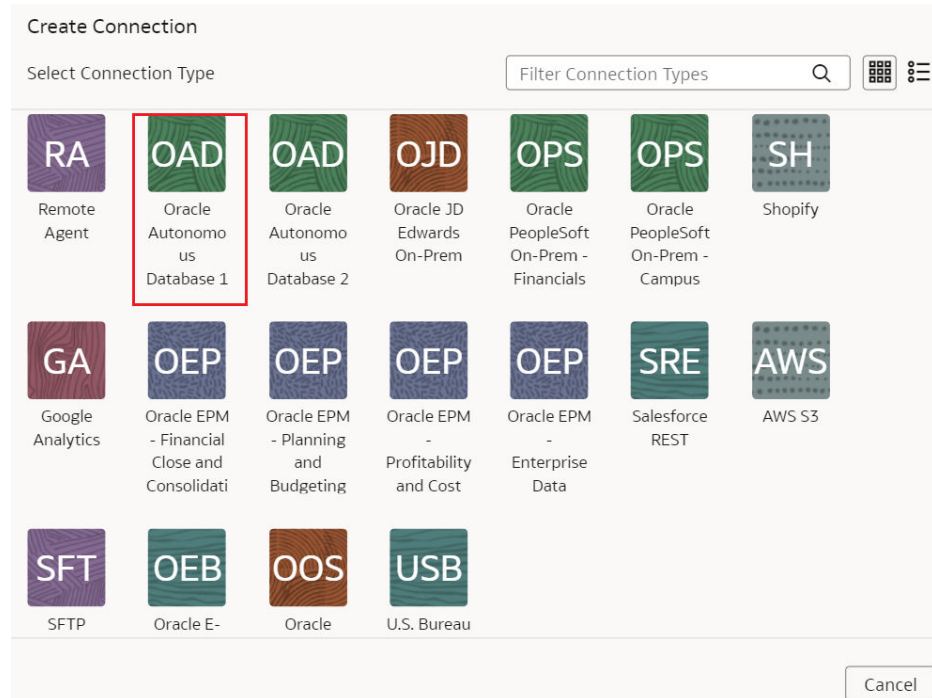 Create Connection
Select Connection Type
Filter Connection Types
RA
OAD
OAD
OJD
OPS
OPS
SH
Remote
Agent
Oracle
Autonomo
us
Database 1
Oracle
Autonomo
us
Database 2
Oracle JD
Edwards
On-Prem
Oracle
PeopleSoft
On-Prem -
Financials
Oracle
PeopleSoft
On-Prem -
Campus
Shopify
GA
OEP
OEP
OEP
OEP
SRE
AWS
Google
Analytics
Oracle EPM
- Financial
Close and
Consolidati
Oracle EPM
- Planning
and
Budgeting
Oracle EPM
-
Profitability
and Cost
Oracle EPM
-
Enterprise
Data
Salesforce
REST
AWS S3
SFT
OEB
OOS
USB
SFTP
Oracle E-
Oracle
U.S. Bureau
Cancel